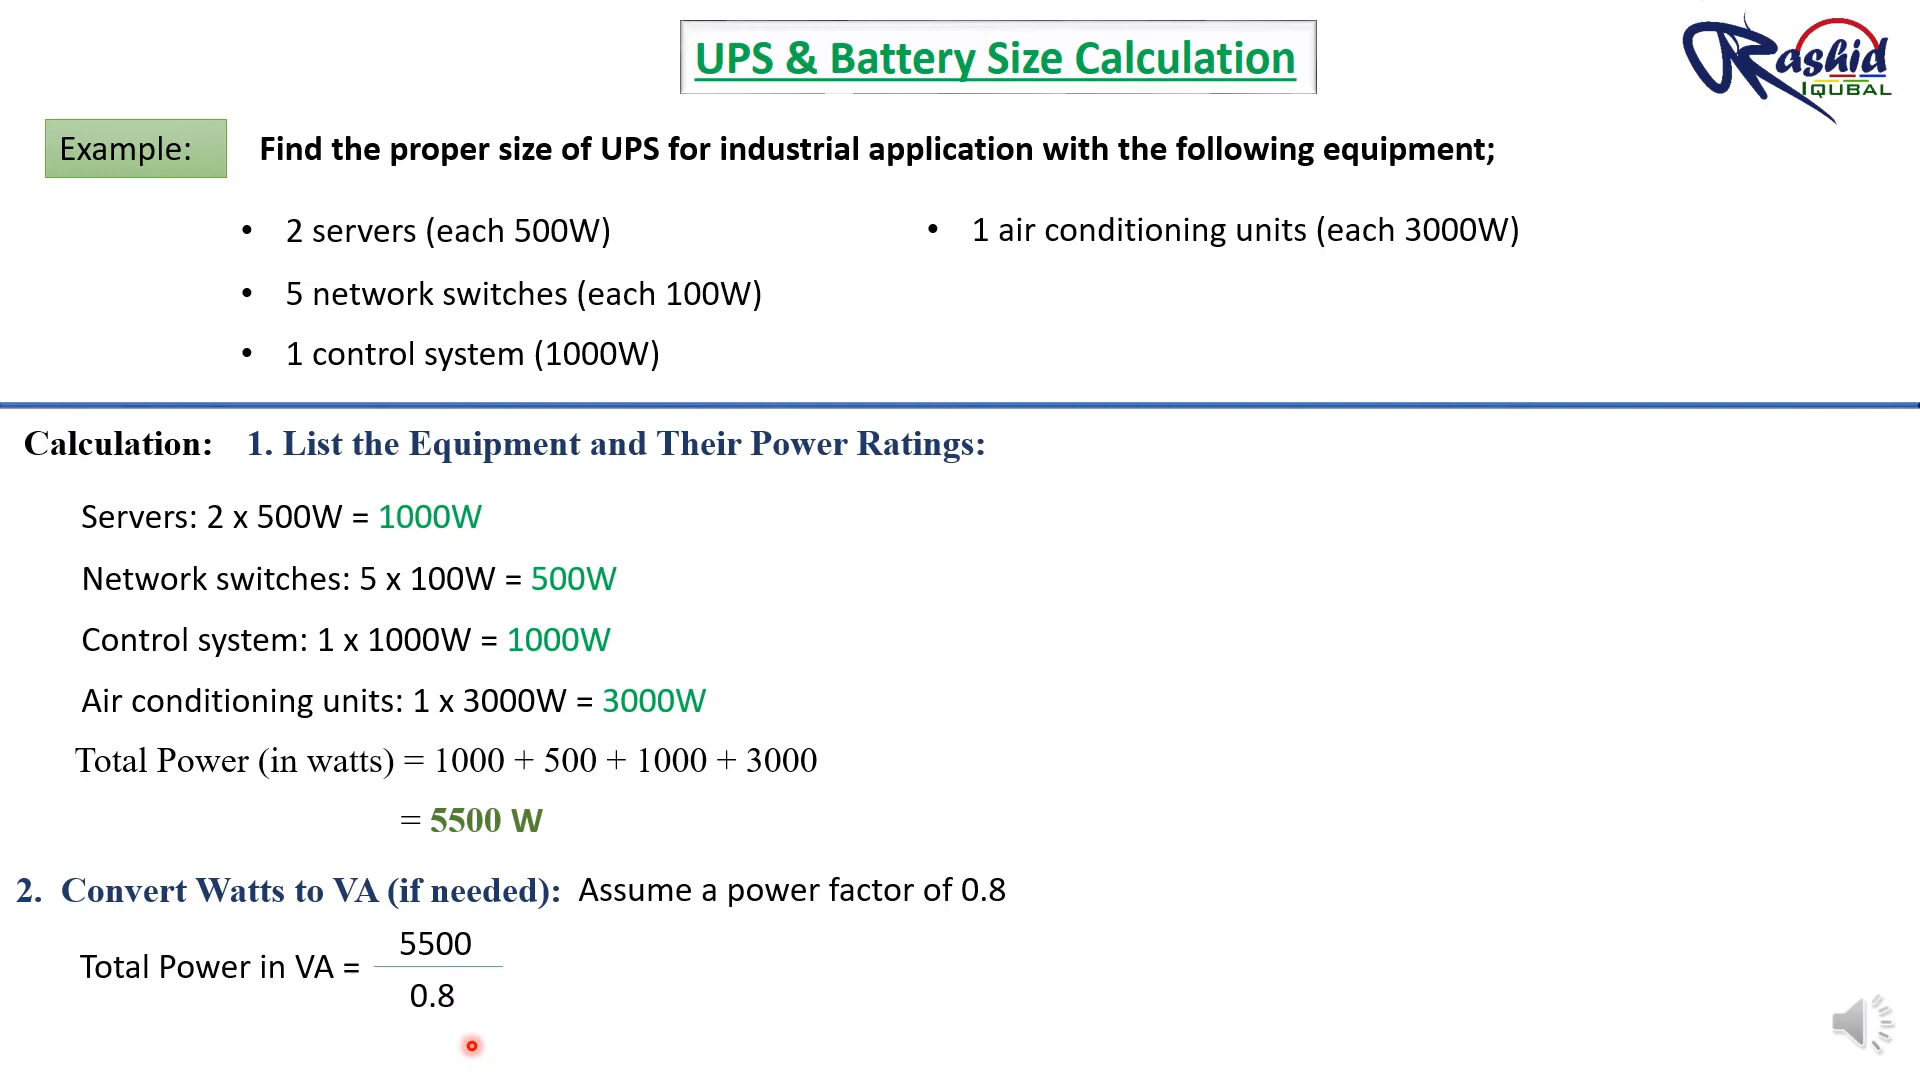 UPS & Battery Size Calculation
Rashid
IQUBAL
Example: Find the proper size of UPS for industrial application with the following equipment;
• 2 servers (each 500W)
• 5 network switches (each 100W)
• 1 control system (1000W)
• 1 air conditioning units (each 3000W)
Calculation: 1. List the Equipment and Their Power Ratings:
Servers: 2 x 500W = 1000W
Network switches: 5 x 100W = 500W
Control system: 1 x 1000W = 1000W
Air conditioning units: 1 x 3000W = 3000W
Total Power (in watts) = 1000 + 500 + 1000 + 3000
= 5500 W
2. Convert Watts to VA (if needed): Assume a power factor of 0.8
5500
Total Power in VA =
0.8